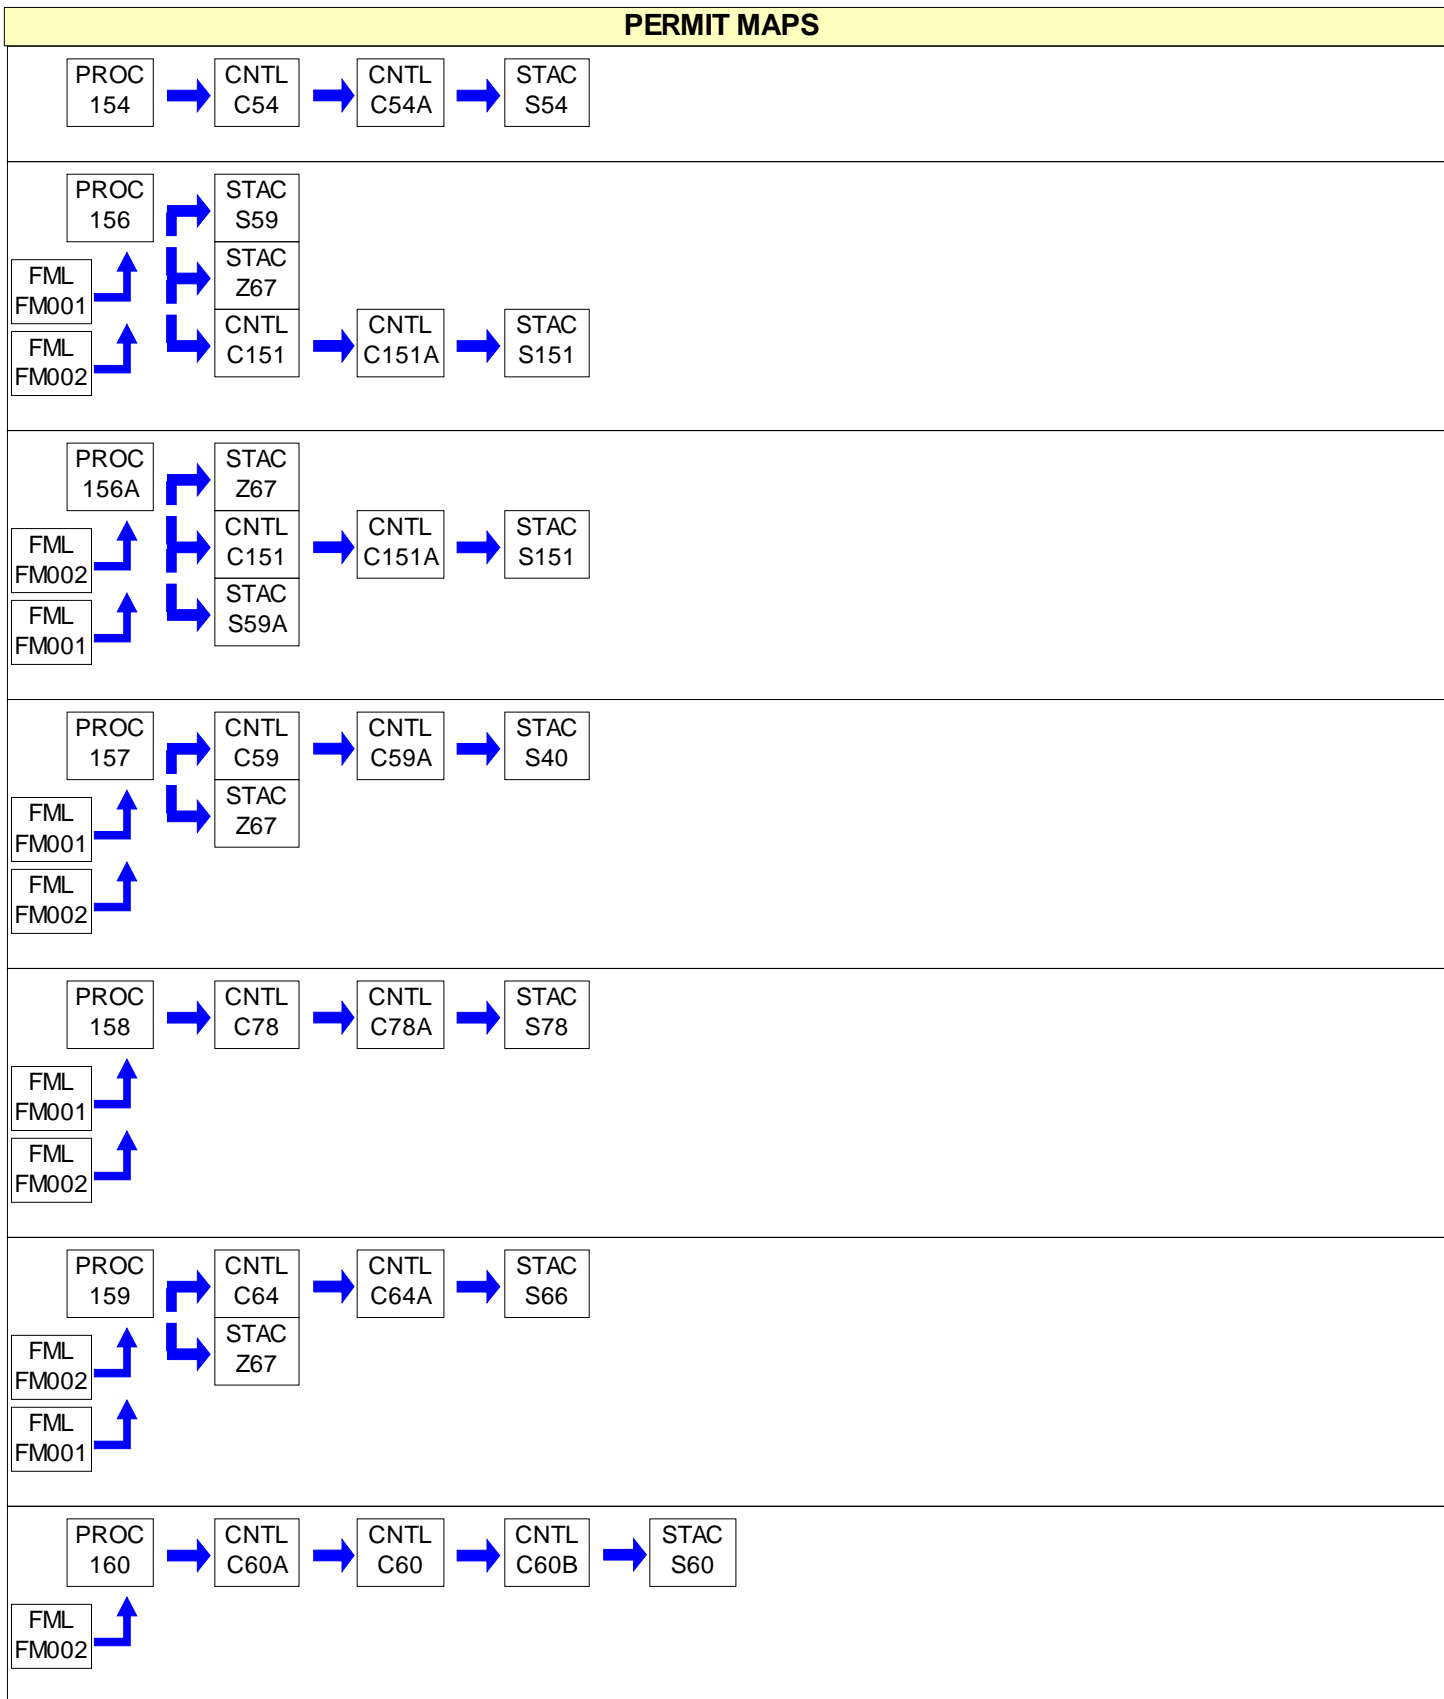 PERMIT MAPS
PROC
154
CNTL
C54
CNTL
C54A
STAC
S54
PROC
156
STAC
S59
STAC
Z67
FML
FM001
CNTL
C151
CNTL
C151A
STAC
S151
FML
FM002
PROC
156A
STAC
Z67
CNTL
C151
CNTL
C151A
STAC
S151
FML
FM002
STAC
S59A
FML
FM001
PROC
157
CNTL
C59
CNTL
C59A
STAC
S40
STAC
Z67
FML
FM001
FML
FM002
PROC
158
CNTL
C78
CNTL
C78A
STAC
S78
FML
FM001
FML
FM002
PROC
159
CNTL
C64
CNTL
C64A
STAC
S66
STAC
Z67
FML
FM002
FML
FM001
PROC
160
CNTL
C60A
CNTL
C60
CNTL
C60B
STAC
S60
FML
FM002